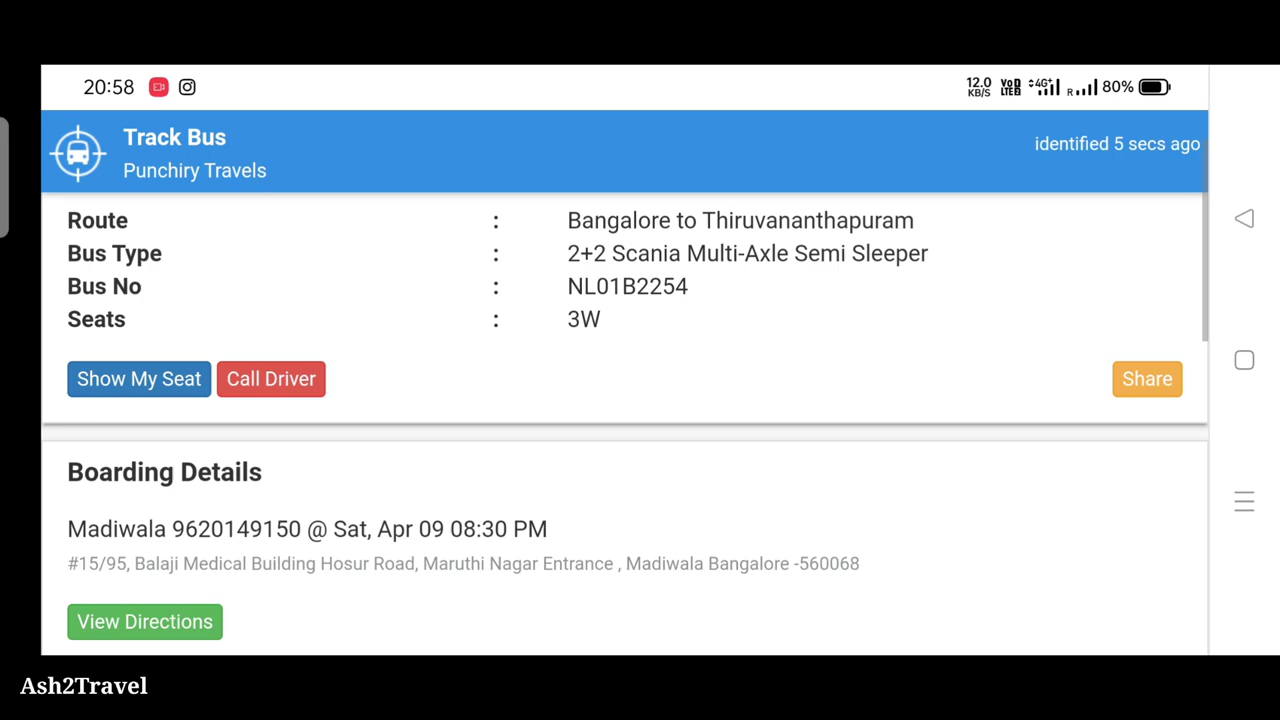 20:58
12.0 KB/S VoD LTE2 4G+ R 80%
Track Bus
Punchiry Travels
identified 5 secs ago
Route : Bangalore to Thiruvananthapuram
Bus Type : 2+2 Scania Multi-Axle Semi Sleeper
Bus No : NL01B2254
Seats : 3W
Show My Seat Call Driver Share
Boarding Details
Madiwala 9620149150 @ Sat, Apr 09 08:30 PM
#15/95, Balaji Medical Building Hosur Road, Maruthi Nagar Entrance , Madiwala Bangalore -560068
View Directions
Ash2Travel